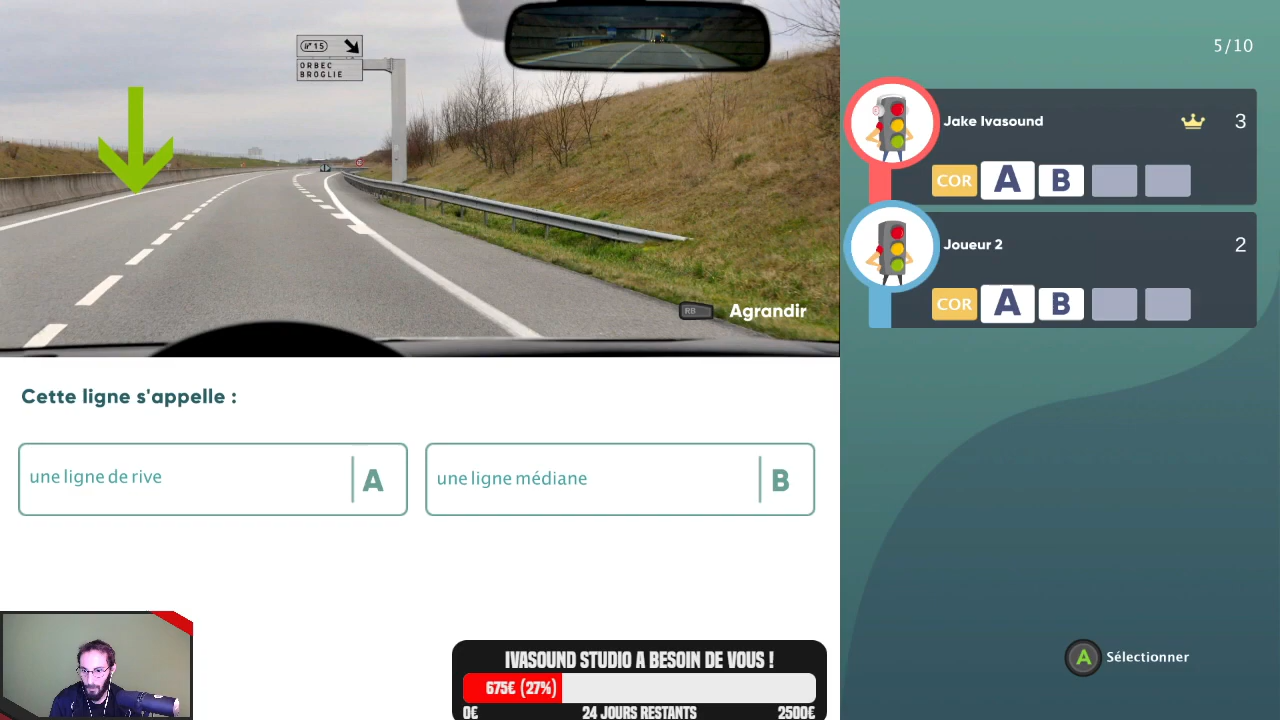 n° 15
ORBEC
BROGLIE
RB Agrandir
5/10
Jake Ivasound 3
COR A B
Joueur 2 2
COR A B
Cette ligne s'appelle :
une ligne de rive A
une ligne médiane B
A Sélectionner
IVASOUND STUDIO A BESOIN DE VOUS !
675€ (27%)
0€ 24 JOURS RESTANTS 2500€